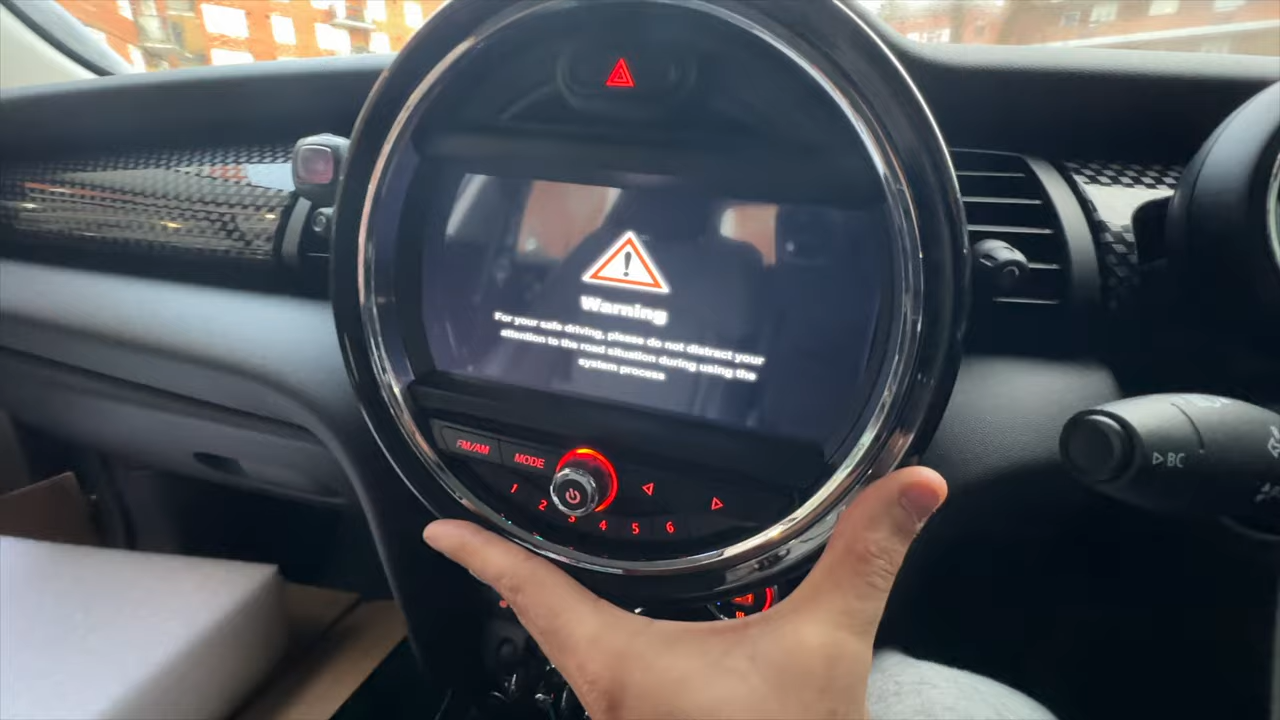 Warning
For your safe driving, please do not distract your
attention to the road situation during using the
system process
FM/AM
MODE
1
2
3
4
5
6
BC